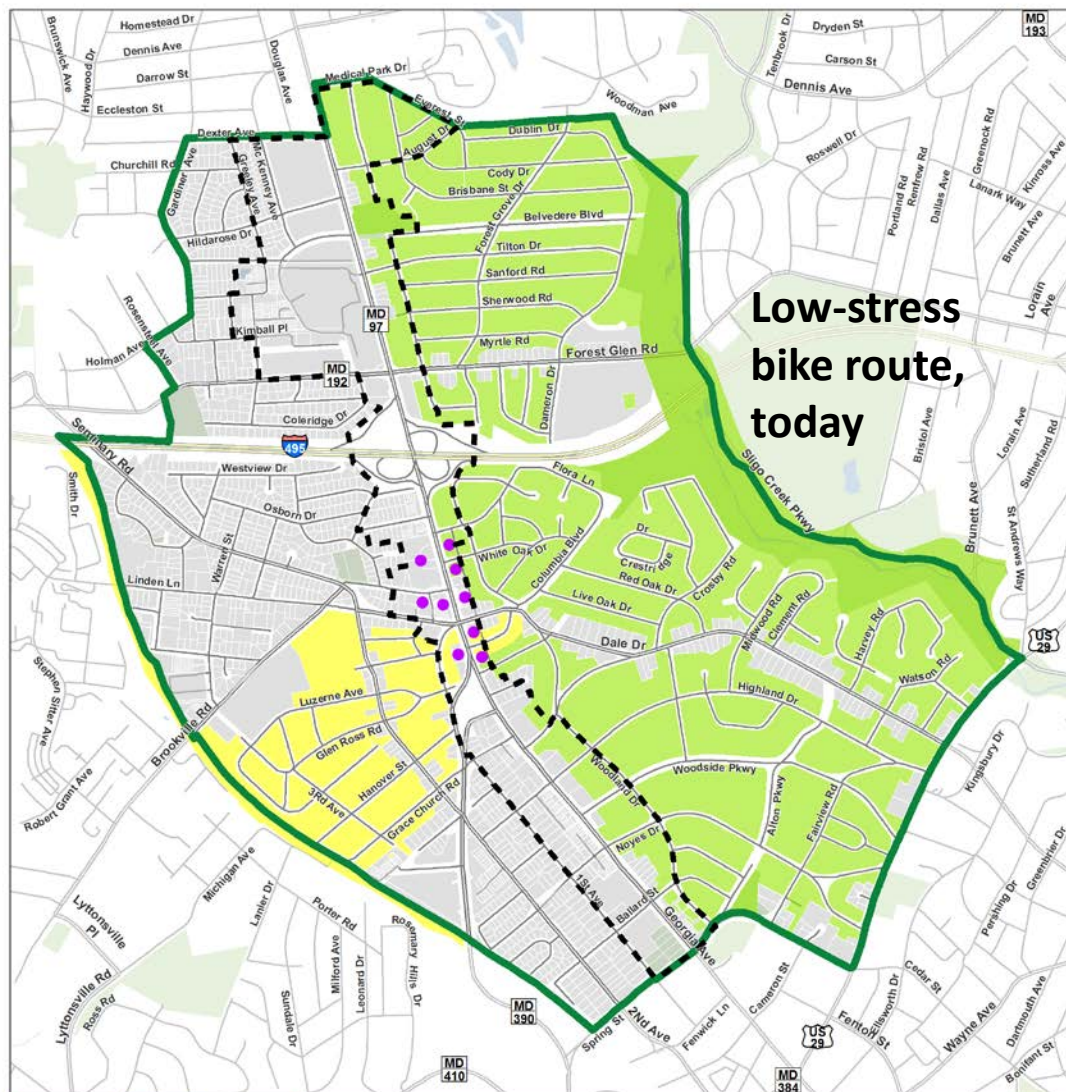 Homestead Dr
Dryden St
MD
193
Brunswick Ave
Haywood Dr
Dennis Ave
Douglas Ave
Tenbrook Dr
Carson St
Darrow St
Medical Park Dr
Dennis Ave
Eccleston St
Everest St
Woodman Ave
Dexter Ave
August Dr
Dublin Dr
Roswell Dr
Greenock Rd
Kinross Ave
Churchill Rd
Gardiner Ave
Greeley Ave
Mc Kenney Ave
Cody Dr
Portland Rd
Renfrew Rd
Dallas Ave
Lanark Way
Brisbane St
Forest Grove Dr
Belvedere Blvd
Brunett Ave
Hildarose Dr
Tilton Dr
Sanford Rd
Lorain
Ave
Rosensteel Ave
Sherwood Rd
Low-stress
bike route,
today
MD
97
Kimball Pl
Myrtle Rd
Holman Ave
Forest Glen Rd
MD
192
Dameron Dr
Coleridge Dr
Seminary Rd
495
Bristol Ave
Lorain Ave
Sutherland Rd
Smith Dr
Westview Dr
Flora Ln
Sligo Creek Pkwy
Osborn Dr
Brunett Ave
St Andrews Way
Warren St
White Oak Dr
Columbia Blvd
Dr
Crestridge
Red Oak Dr
Crosby Rd
Linden Ln
Live Oak Dr
Midwood Rd
Clement Rd
Harvey Rd
Dale Dr
US
29
Stephen Sitter Ave
Watson Rd
Luzerne Ave
Highland Dr
Brookville Rd
Glen Ross Rd
Kingsbury Dr
Hanover St
Woodside Pkwy
Woodland Dr
Robert Grant Ave
3Rd Ave
Grace Church Rd
Alton Pkwy
Fairview Rd
Noyes Dr
Greenbrier Dr
Michigan Ave
1St Ave
Ballard St
Pershing Dr
Lyttonsville
Pl
Lanier Dr
Porter Rd
Georgia Ave
Milford Ave
Leonard Dr
Rosemary Hills Dr
Lyttonsville Rd
Ross Rd
Sundale Dr
Cameron St
Cedar St
Ellsworth Dr
MD
390
Spring St
2Nd Ave
Fenwick Ln
US
29
Fenton St
Wayne Ave
Dartmouth Ave
MD
410
MD
384
Bonifant St